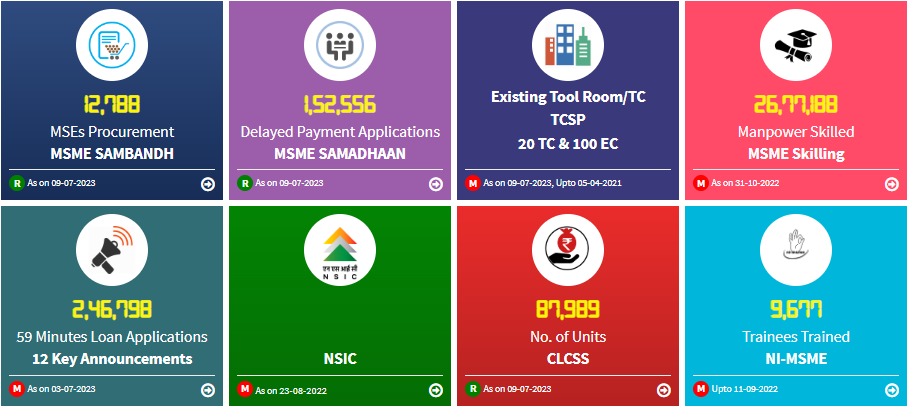 12,788
MSEs Procurement
MSME SAMBANDH
R As on 09-07-2023
1,52,556
Delayed Payment Applications
MSME SAMADHAAN
R As on 09-07-2023
Existing Tool Room/TC
TCSP
20 TC & 100 EC
M As on 09-07-2023, Upto 05-04-2021
26,77,188
Manpower Skilled
MSME Skilling
M As on 31-10-2022
2,46,798
59 Minutes Loan Applications
12 Key Announcements
M As on 03-07-2023
एन एस आई सी
N S I C
NSIC
M As on 23-08-2022
₹
87,989
No. of Units
CLCSS
R As on 09-07-2023
9,677
Trainees Trained
NI-MSME
M Upto 11-09-2022